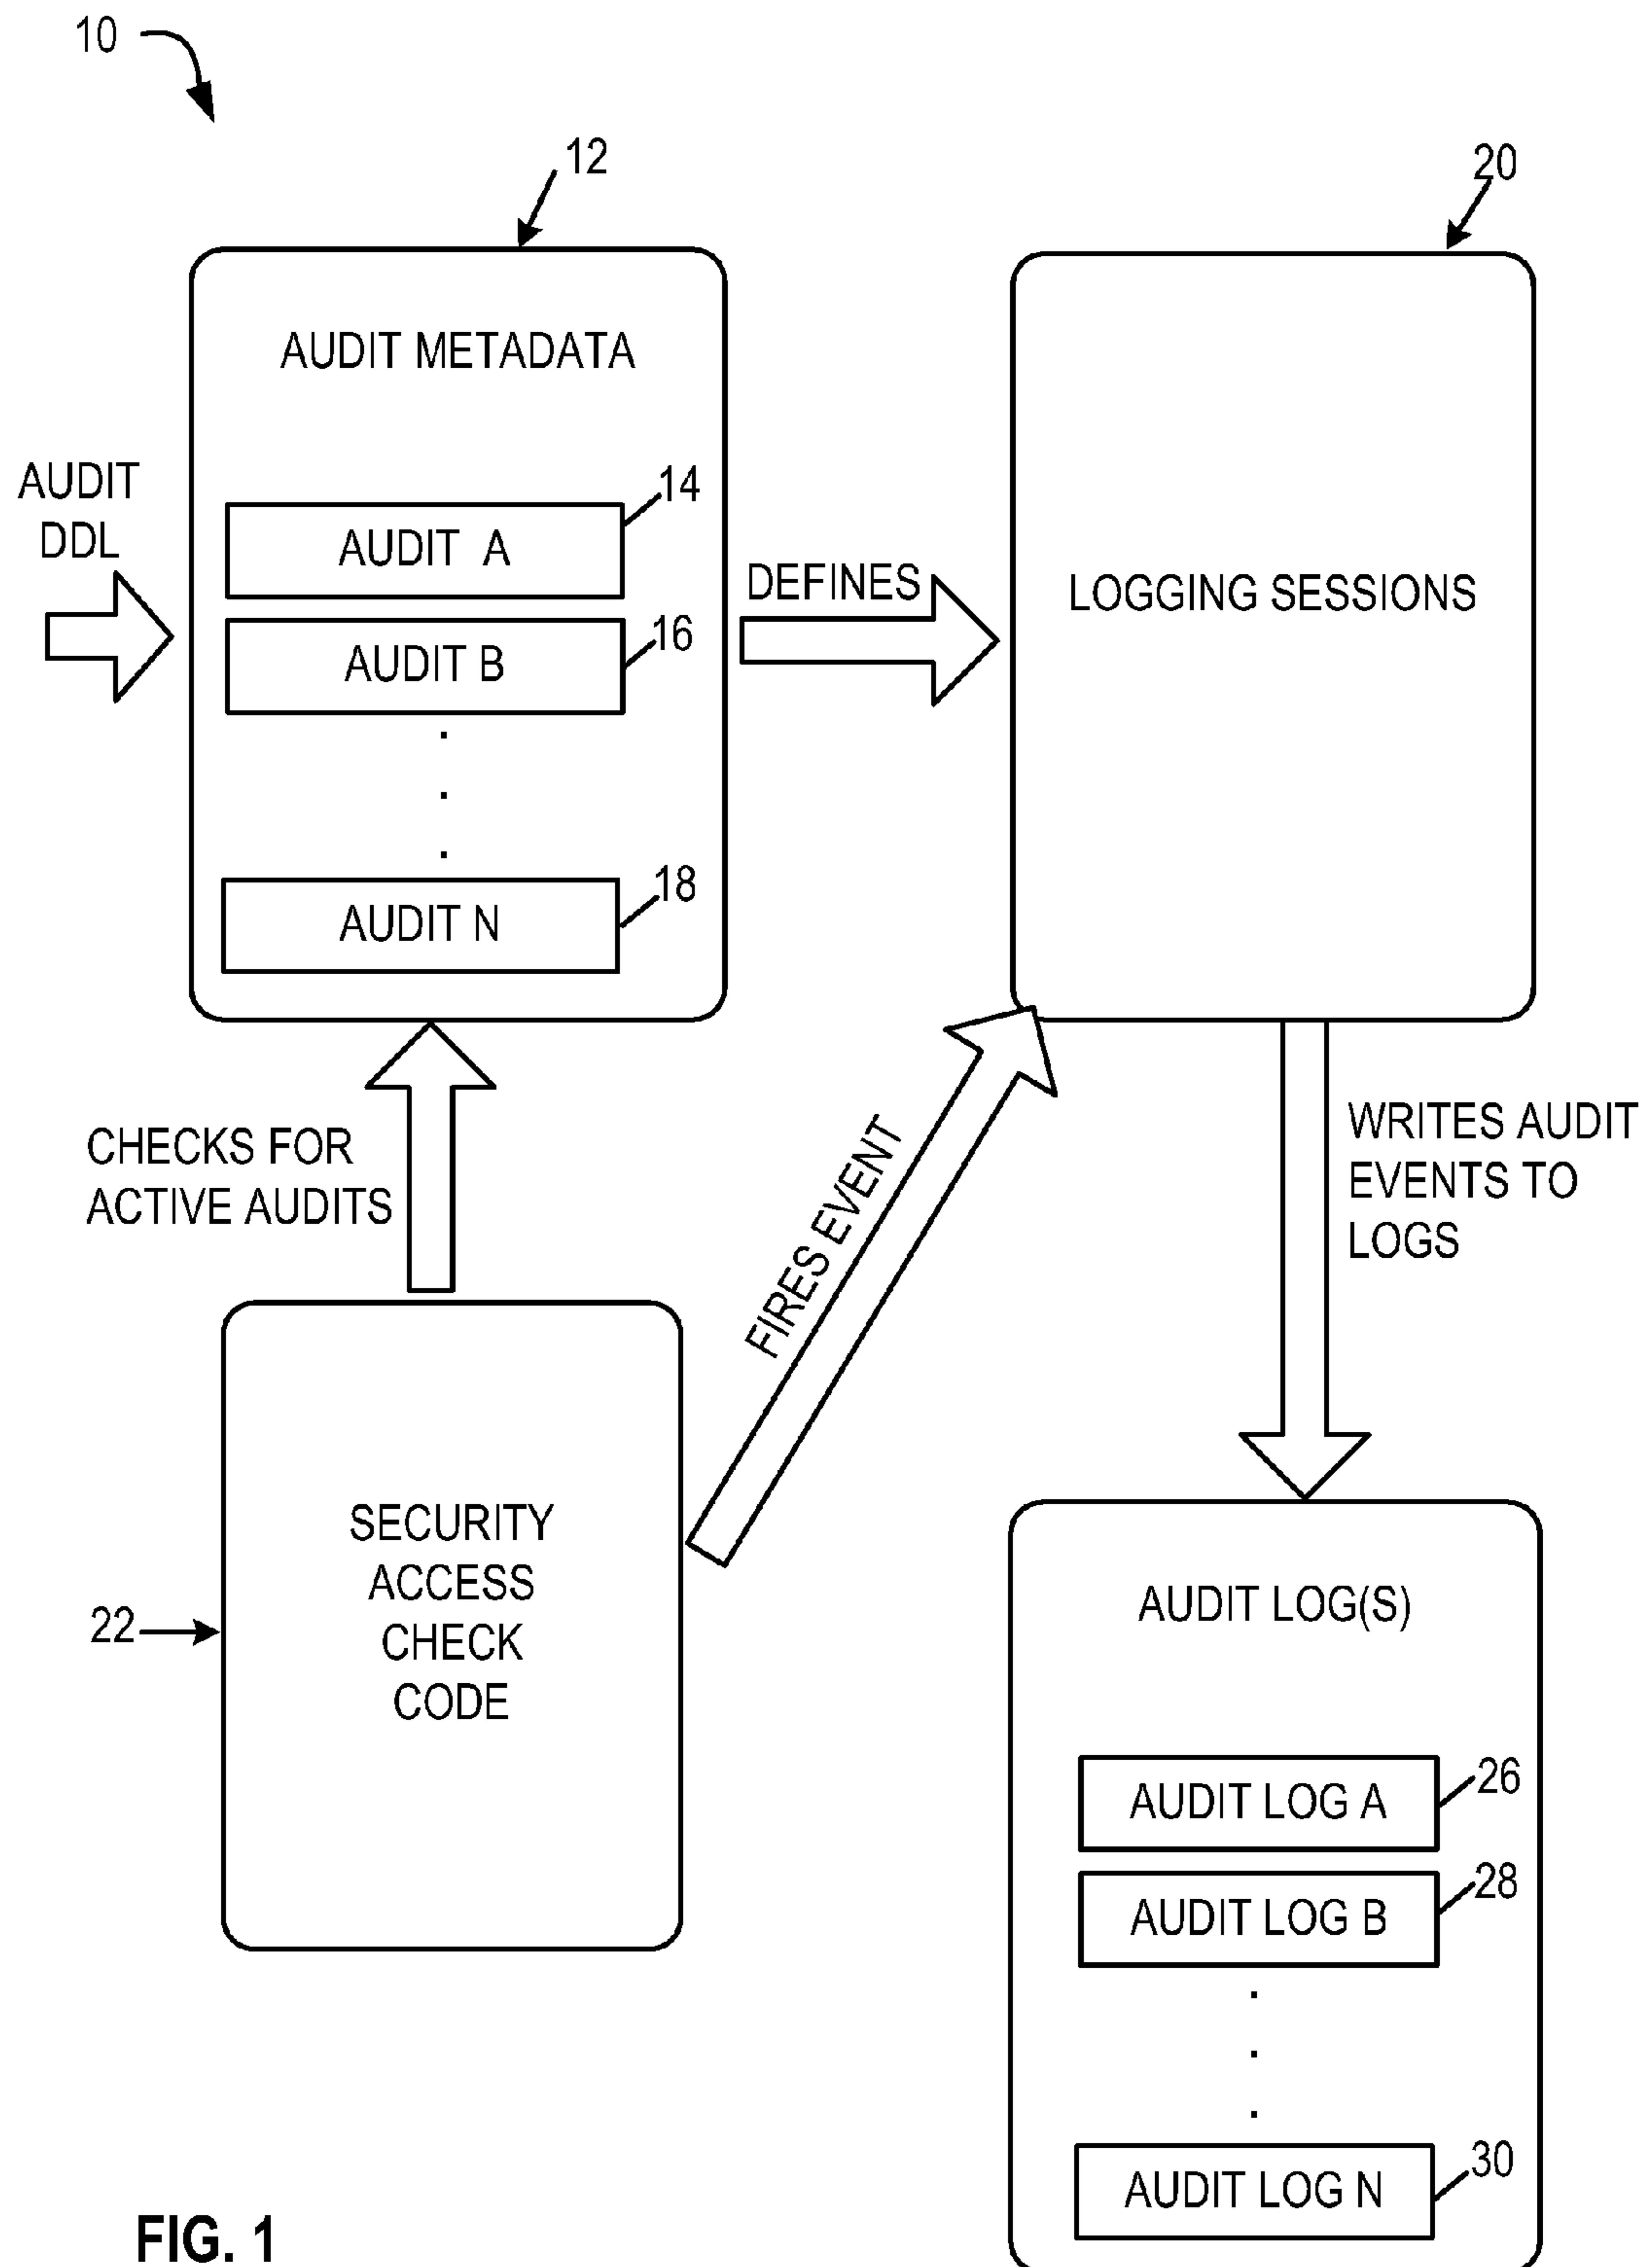 10
12
20
AUDIT METADATA
AUDIT
DDL
14
AUDIT A
16
AUDIT B
.
.
.
18
AUDIT N
DEFINES
LOGGING SESSIONS
CHECKS FOR
ACTIVE AUDITS
FIRES EVENT
WRITES AUDIT
EVENTS TO
LOGS
22
SECURITY
ACCESS
CHECK
CODE
AUDIT LOG(S)
26
AUDIT LOG A
28
AUDIT LOG B
.
.
.
30
AUDIT LOG N
FIG. 1